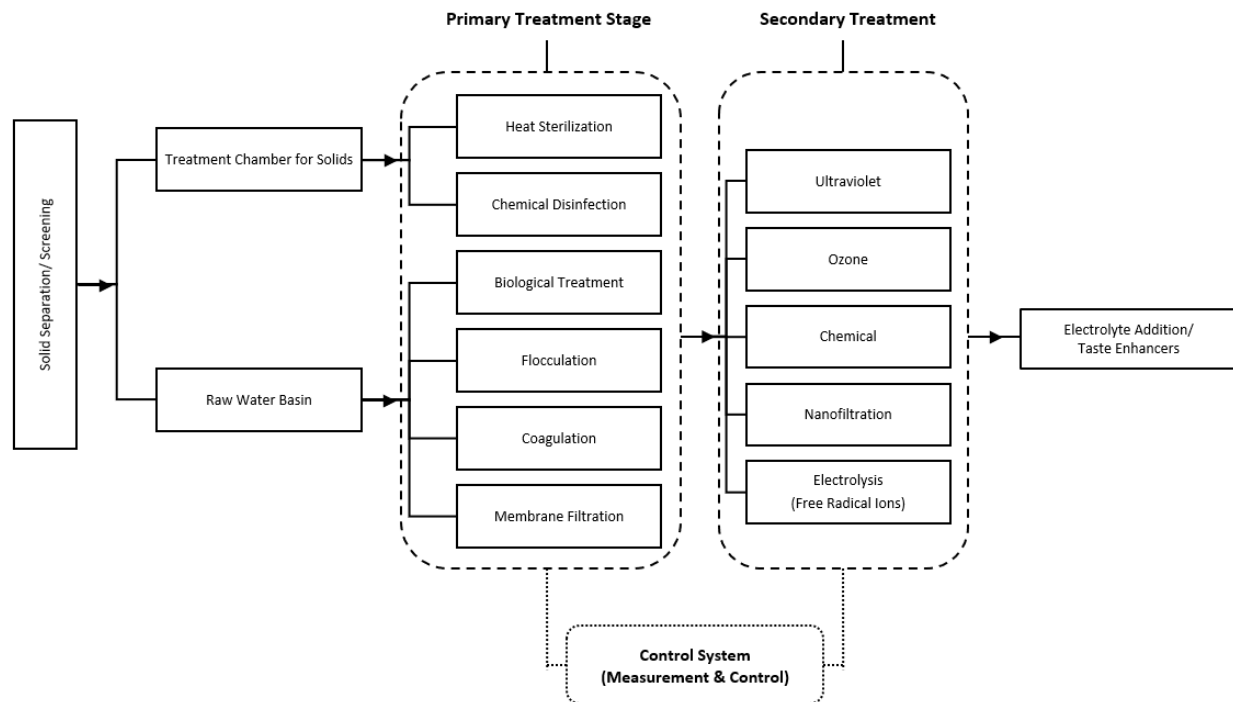 Primary Treatment Stage
Secondary Treatment
Solid Separation/ Screening
Treatment Chamber for Solids
Raw Water Basin
Heat Sterilization
Chemical Disinfection
Biological Treatment
Flocculation
Coagulation
Membrane Filtration
Ultraviolet
Ozone
Chemical
Nanofiltration
Electrolysis
(Free Radical Ions)
Electrolyte Addition/
Taste Enhancers
Control System
(Measurement & Control)